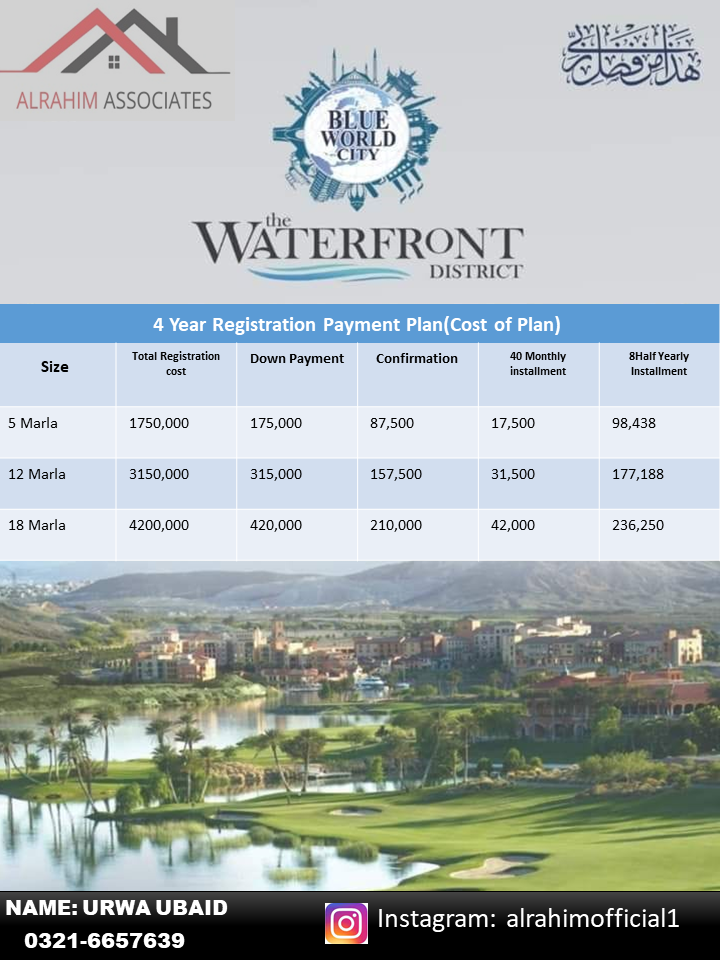 ALRAHIM ASSOCIATES
هذا من فضل ربي
BLUE
WORLD
CITY
the
WATERFRONT
DISTRICT
4 Year Registration Payment Plan(Cost of Plan)
Size Total Registration cost Down Payment Confirmation 40 Monthly installment 8Half Yearly Installment
5 Marla 1750,000 175,000 87,500 17,500 98,438
12 Marla 3150,000 315,000 157,500 31,500 177,188
18 Marla 4200,000 420,000 210,000 42,000 236,250
NAME: URWA UBAID
0321-6657639
Instagram: alrahimofficial1